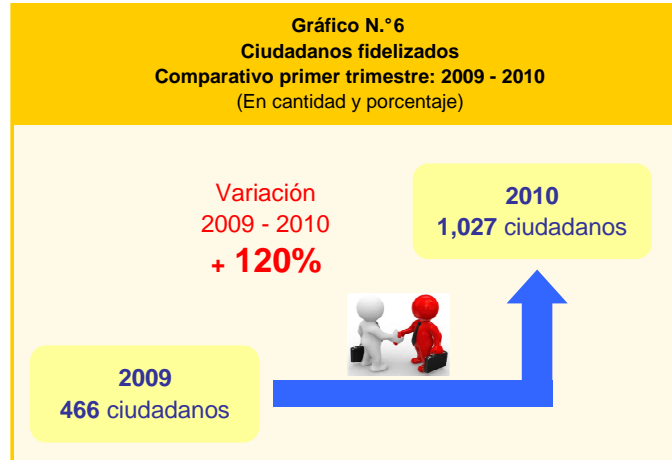 Gráfico N.°6
Ciudadanos fidelizados
Comparativo primer trimestre: 2009 - 2010
(En cantidad y porcentaje)
Variación
2009 - 2010
+ 120%
2010
1,027 ciudadanos
2009
466 ciudadanos